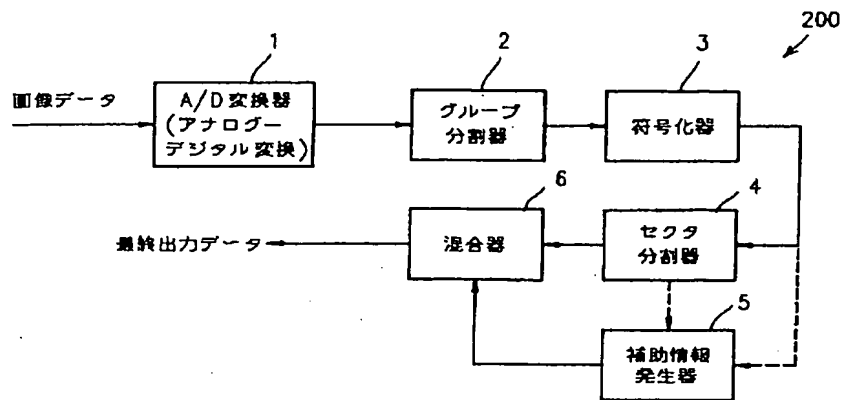 200
1
2
3
画像データ
A/D変換器
(アナログー
デジタル変換)
グループ
分割器
符号化器
6
4
最終出力データ
混合器
セクタ
分割器
5
補助情報
発生器